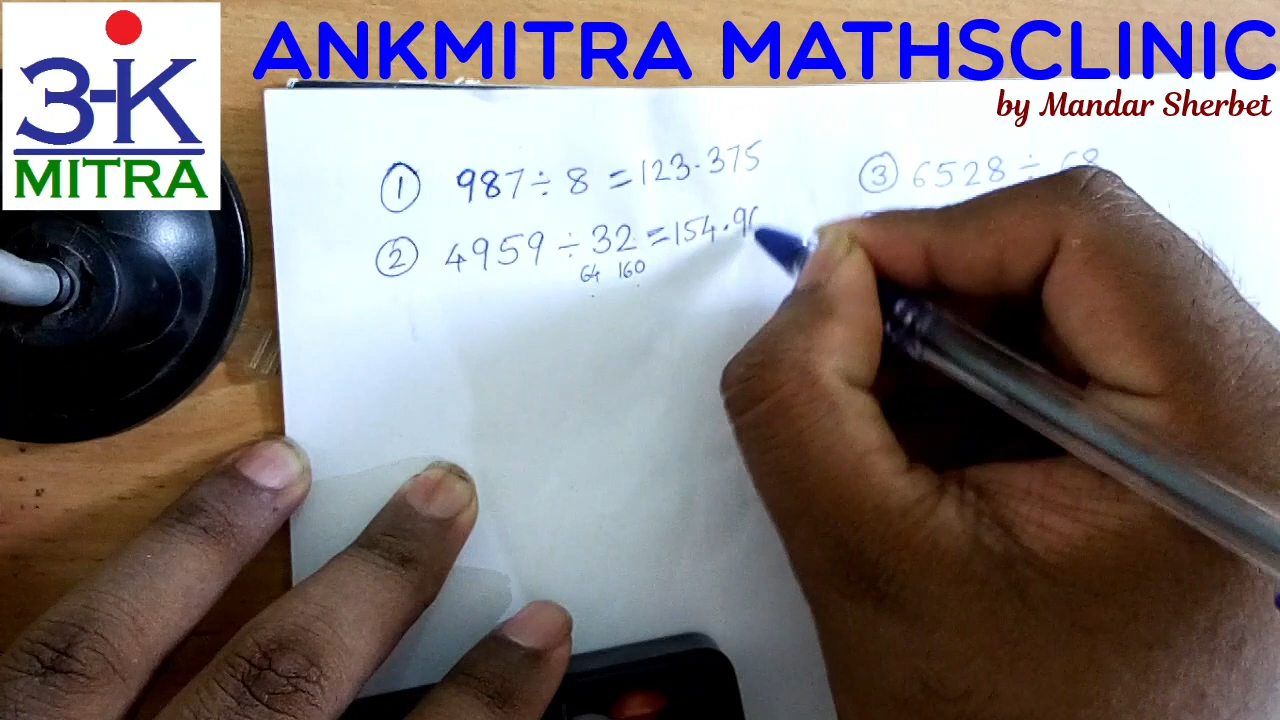 ANKMITRA MATHSCLINIC
by Mandar Sherbet
3-K
MITRA
① 987 ÷ 8 = 123.375
② 4959 ÷ 32 = 154.9
64 160
③ 6528 ÷ 68